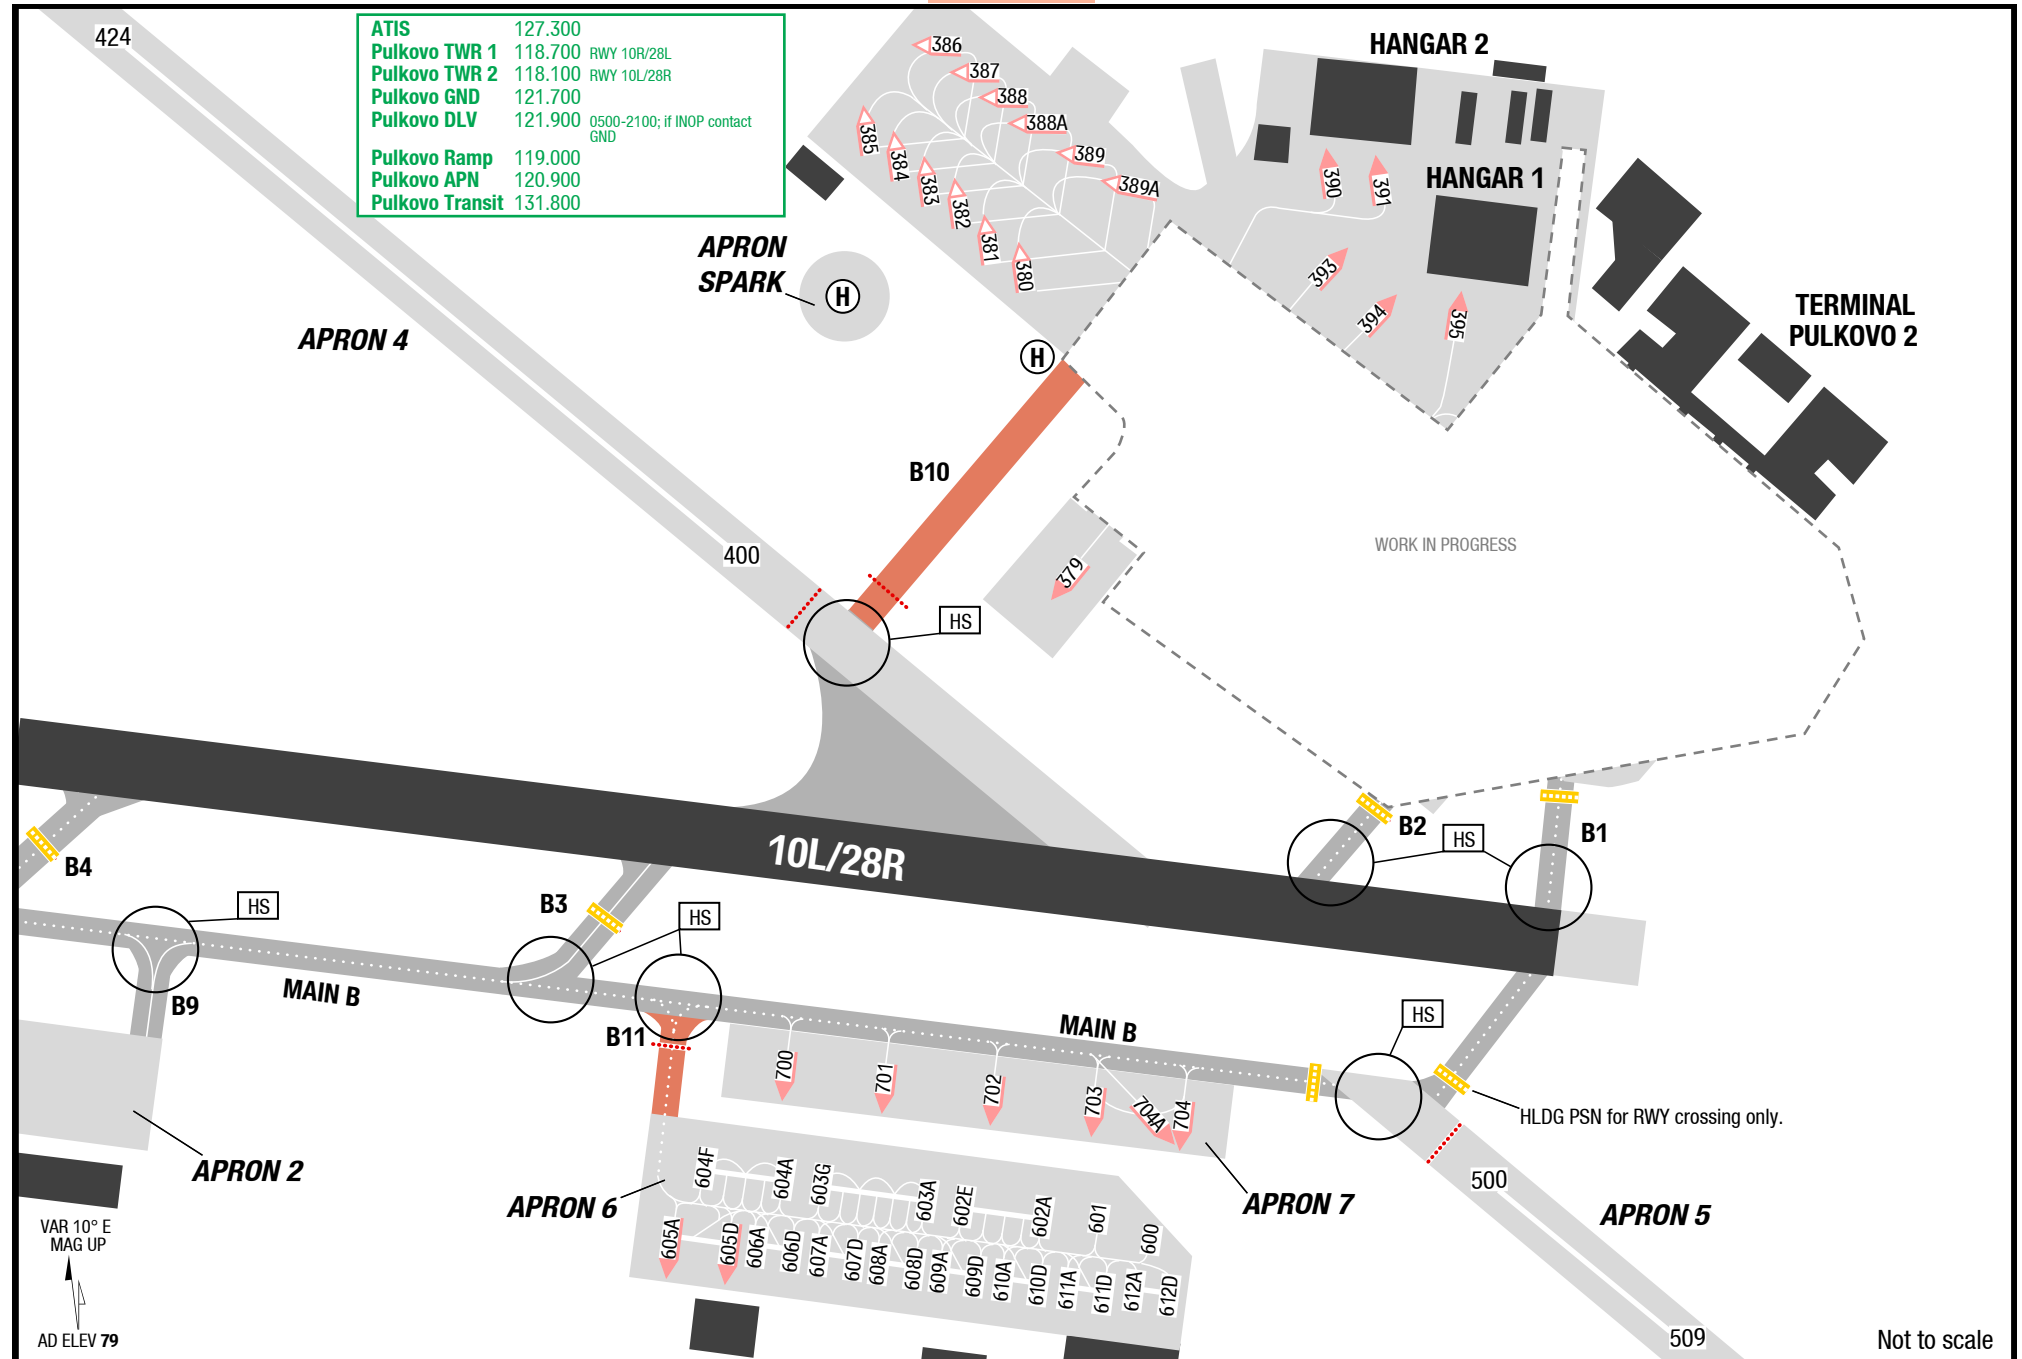 424
ATIS 127.300
Pulkovo TWR 1 118.700 RWY 10R/28L
Pulkovo TWR 2 118.100 RWY 10L/28R
Pulkovo GND 121.700
Pulkovo DLV 121.900 0500-2100; if INOP contact
GND
Pulkovo Ramp 119.000
Pulkovo APN 120.900
Pulkovo Transit 131.800
386
387
388
388A
389
389A
385
384
383
382
381
380
HANGAR 2
390
391
HANGAR 1
393
394
395
TERMINAL
PULKOVO 2
APRON
SPARK
H
APRON 4
H
B10
400
379
WORK IN PROGRESS
HS
10L/28R
B2
HS
B1
B4
HS
B3
HS
B9
MAIN B
B11
MAIN B
HS
700
701
702
703
704A
704
HLDG PSN for RWY crossing only.
APRON 2
APRON 6
APRON 7
500
APRON 5
604F
604A
603G
603A
602E
602A
601
600
605A
605D
606A
606D
607A
607D
608A
608D
609A
609D
610A
610D
611A
611D
612A
612D
VAR 10° E
MAG UP
AD ELEV 79
509
Not to scale